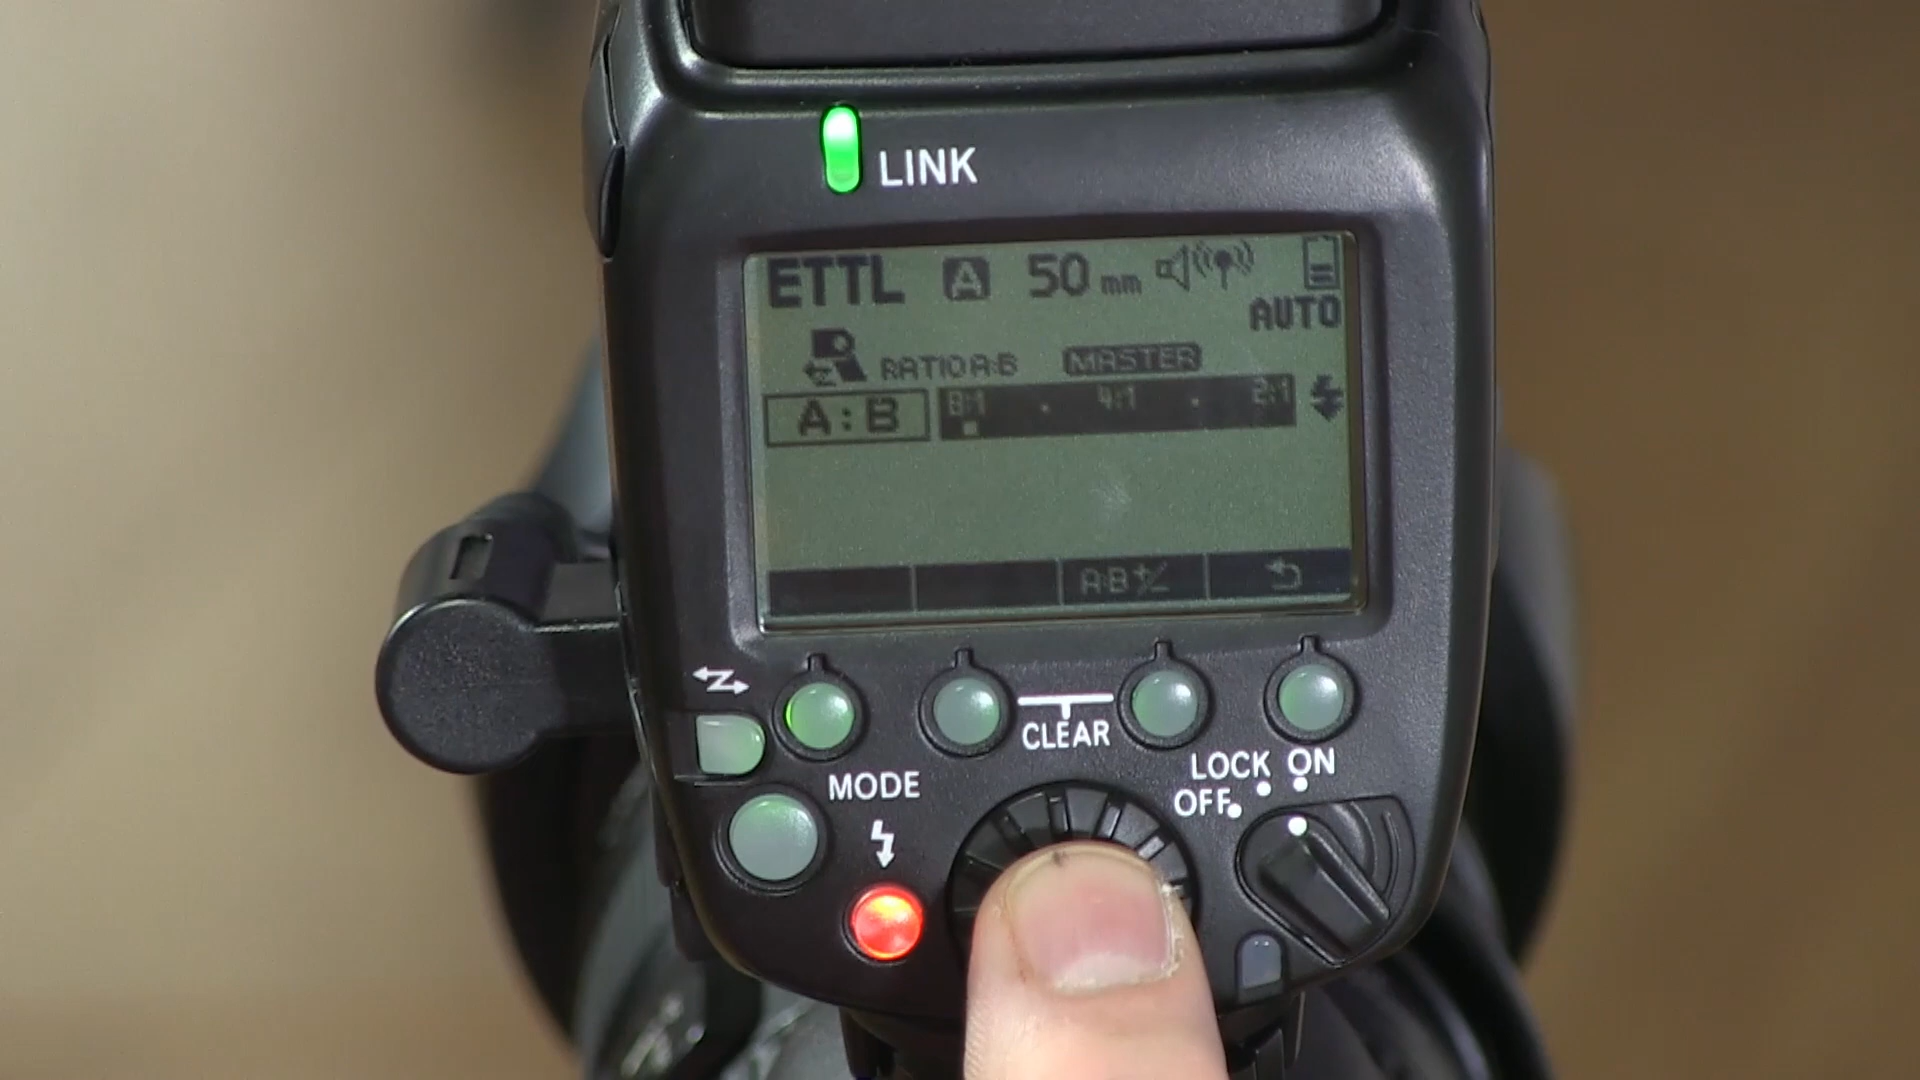 LINK
ETTL A 50 mm
AUTO
RATIO A:B MASTER
A:B 8:1 · 4:1 · 2:1
A:B +/-
CLEAR
MODE
LOCK ON
OFF